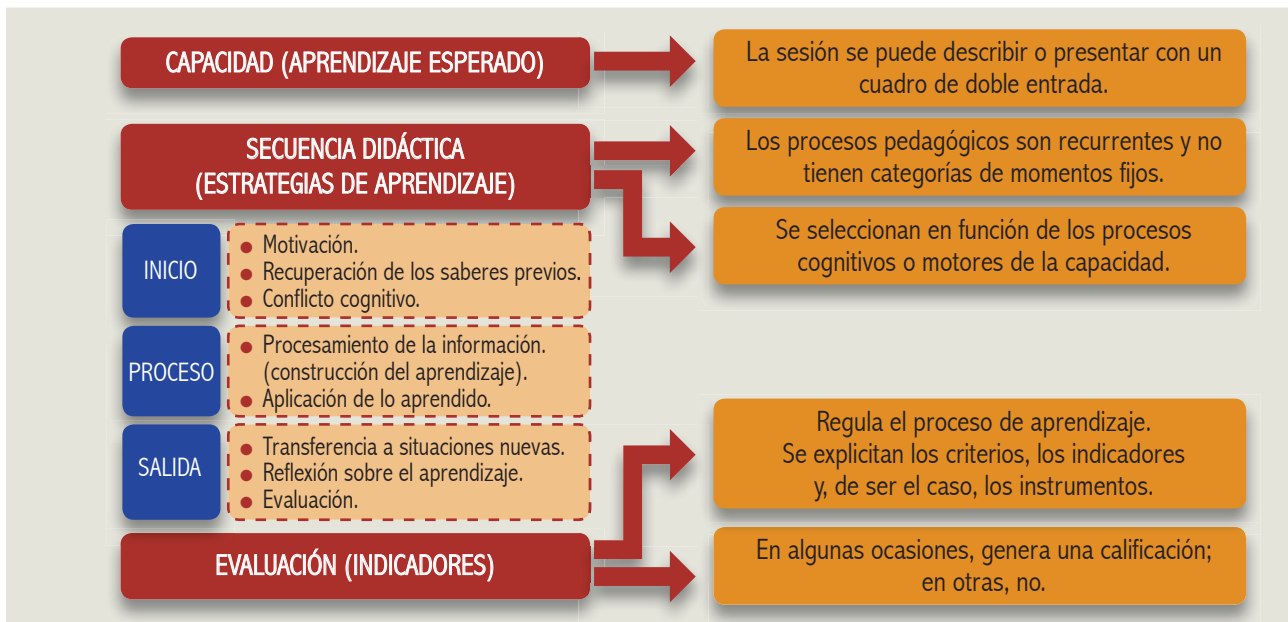 CAPACIDAD (APRENDIZAJE ESPERADO)
La sesión se puede describir o presentar con un
cuadro de doble entrada.
SECUENCIA DIDÁCTICA
(ESTRATEGIAS DE APRENDIZAJE)
Los procesos pedagógicos son recurrentes y no
tienen categorías de momentos fijos.
Se seleccionan en función de los procesos
cognitivos o motores de la capacidad.
INICIO
● Motivación.
● Recuperación de los saberes previos.
● Conflicto cognitivo.
PROCESO
● Procesamiento de la información.
(construcción del aprendizaje).
● Aplicación de lo aprendido.
SALIDA
● Transferencia a situaciones nuevas.
● Reflexión sobre el aprendizaje.
● Evaluación.
EVALUACIÓN (INDICADORES)
Regula el proceso de aprendizaje.
Se explicitan los criterios, los indicadores
y, de ser el caso, los instrumentos.
En algunas ocasiones, genera una calificación;
en otras, no.